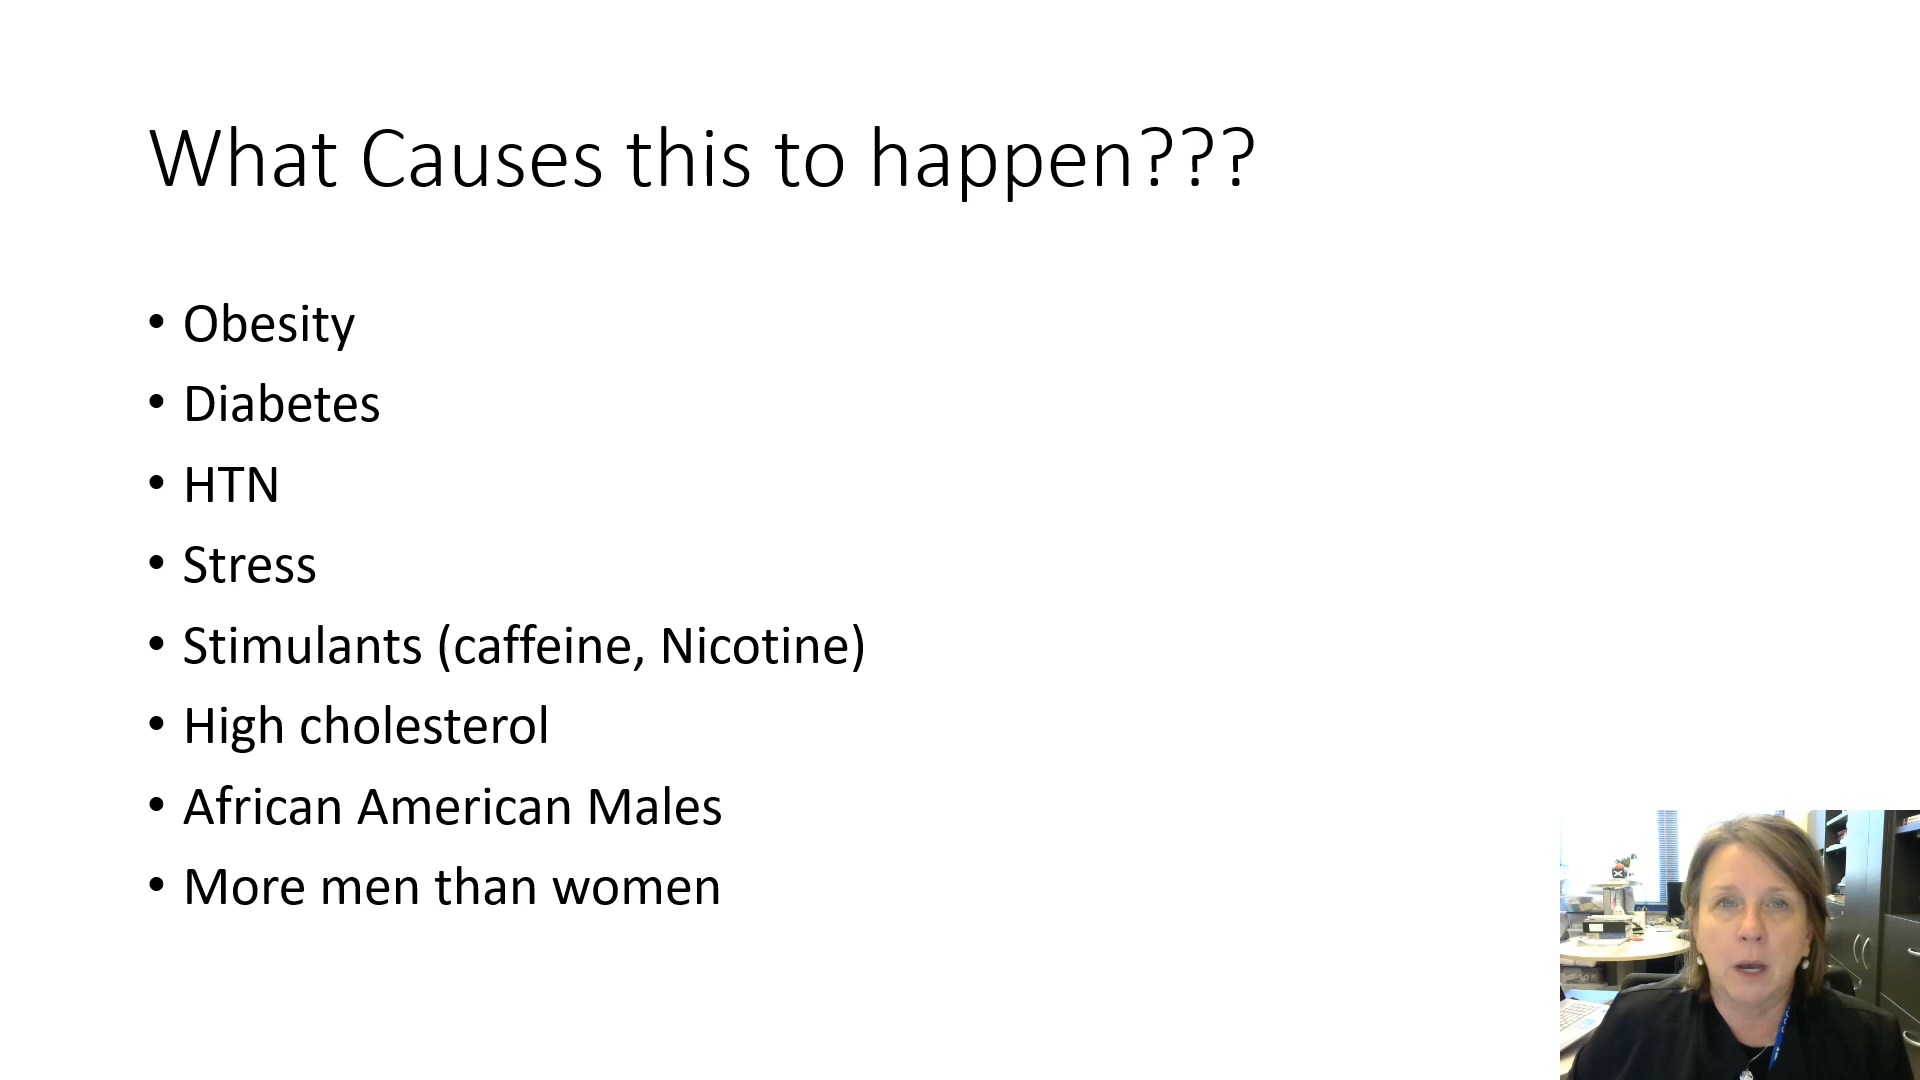 What Causes this to happen???
• Obesity
• Diabetes
• HTN
• Stress
• Stimulants (caffeine, Nicotine)
• High cholesterol
• African American Males
• More men than women